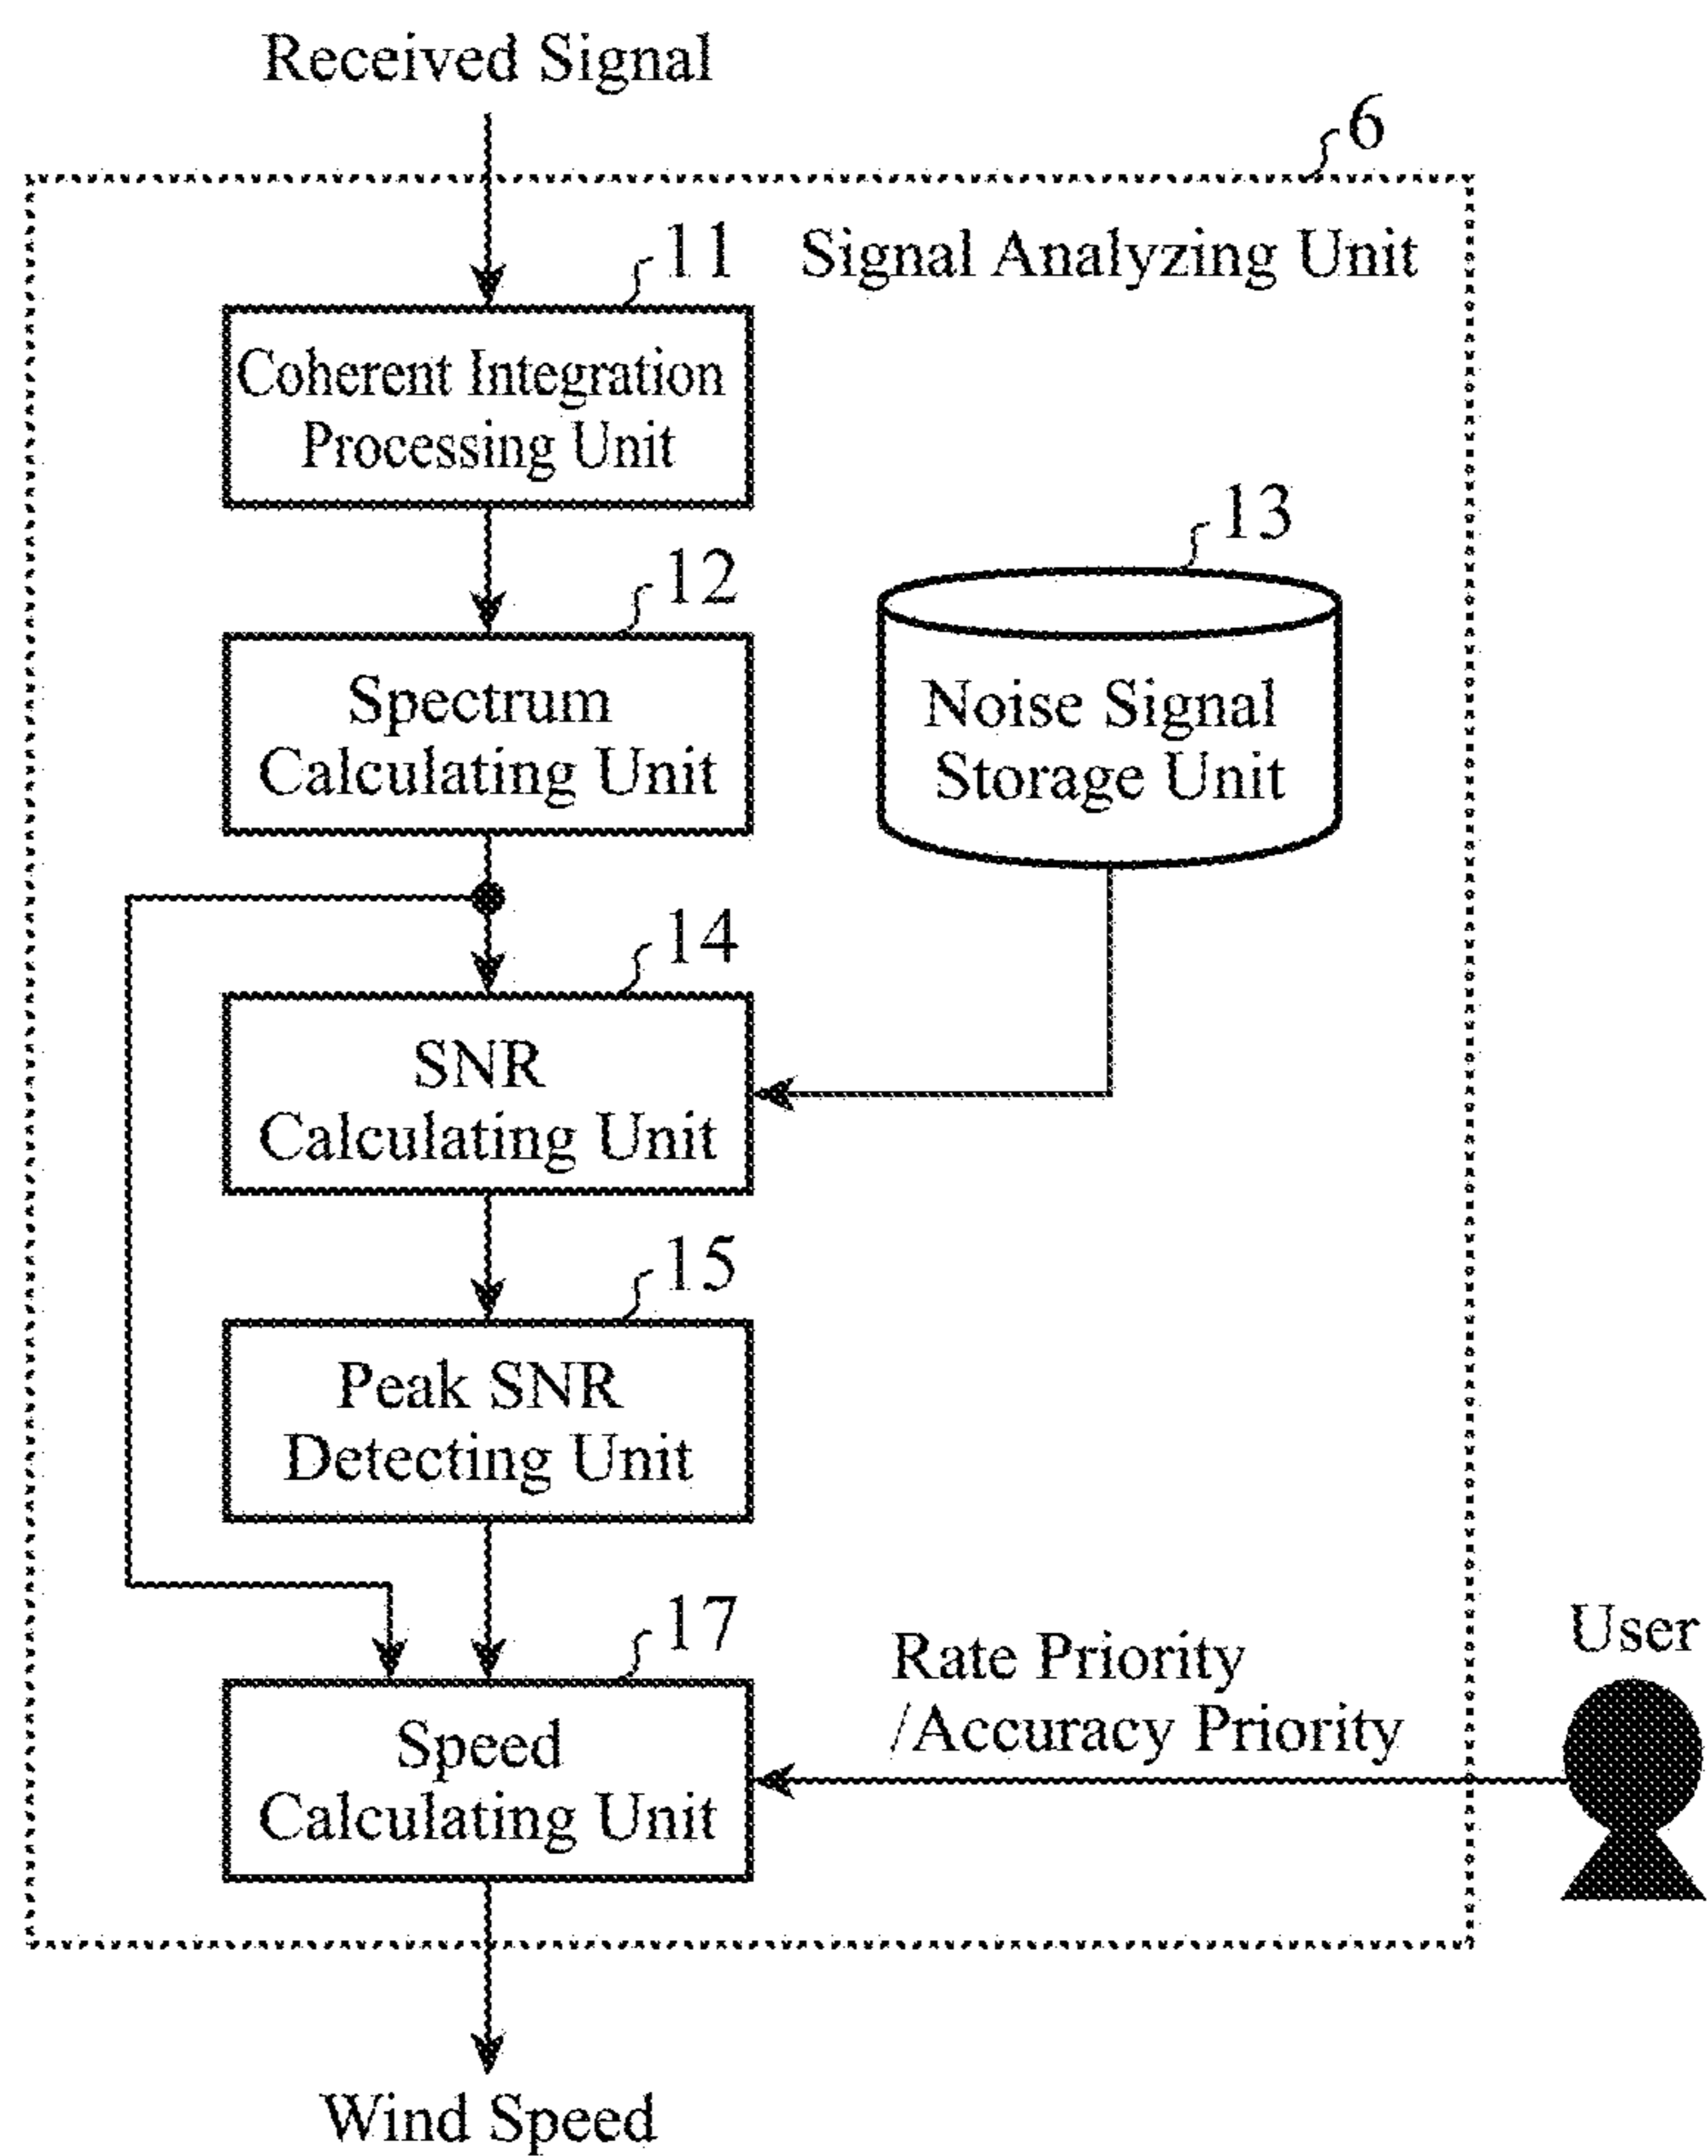 Received Signal
6
Signal Analyzing Unit
11
Coherent Integration
Processing Unit
12
Spectrum
Calculating Unit
13
Noise Signal
Storage Unit
14
SNR
Calculating Unit
15
Peak SNR
Detecting Unit
17
Speed
Calculating Unit
Rate Priority
/Accuracy Priority
User
Wind Speed